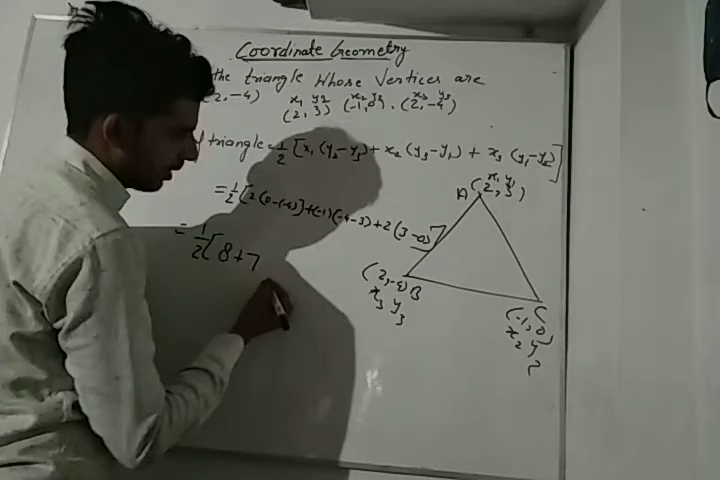 Coordinate Geometry
the triangle whose vertices are
2, -4) (2, 3) (-1, 0) . (2, -4)
x1 y2 x2 y2 x3 y3
triangle = 1/2 [x1 (y2 - y3) + x2 (y3 - y1) + x3 (y1 - y2)]
= 1/2 [2 (0 - (-4)) + (-1) (-4 - 3) + 2 (3 - 0)]
= 1/2 [8 + 7
x1 y1
A (2, 3)
(2, -4) B
x3 y3
C
(-1, 0)
x2 y2